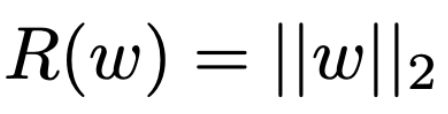 R(w) = ||w||₂